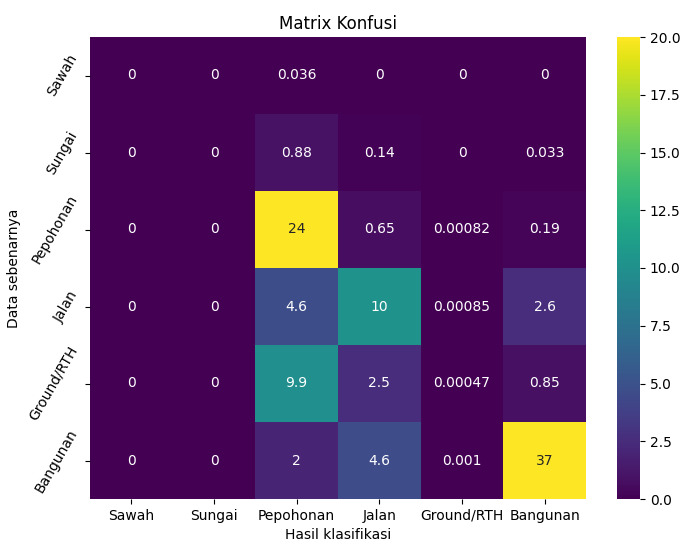 Matrix Konfusi
Sawah 0 0 0.036 0 0 0
Sungai 0 0 0.88 0.14 0 0.033
Pepohonan 0 0 24 0.65 0.00082 0.19
Jalan 0 0 4.6 10 0.00085 2.6
Ground/RTH 0 0 9.9 2.5 0.00047 0.85
Bangunan 0 0 2 4.6 0.001 37
Sawah Sungai Pepohonan Jalan Ground/RTH Bangunan
Hasil klasifikasi
Data sebenarnya
20.0
17.5
15.0
12.5
10.0
7.5
5.0
2.5
0.0